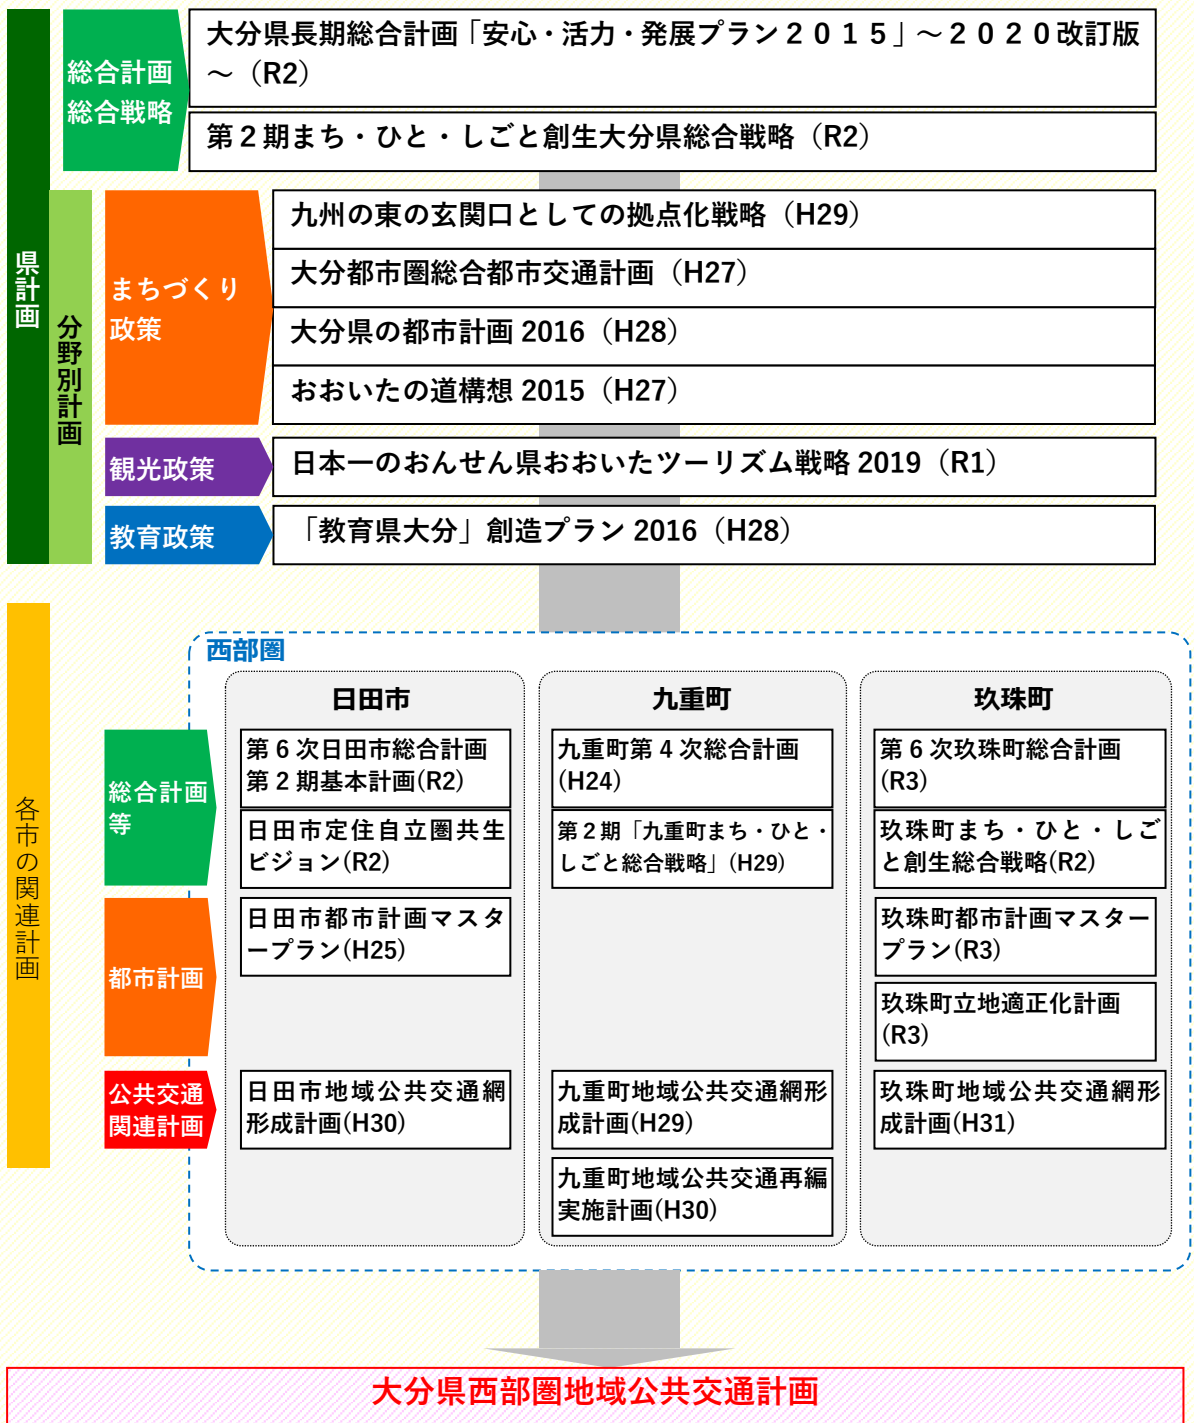 県計画
総合計画
総合戦略
大分県長期総合計画「安心・活力・発展プラン２０１５」～２０２０改訂版
～（R2）
第２期まち・ひと・しごと創生大分県総合戦略（R2）
分野別計画
まちづくり
政策
九州の東の玄関口としての拠点化戦略（H29）
大分都市圏総合都市交通計画（H27）
大分県の都市計画 2016（H28）
おおいたの道構想 2015（H27）
観光政策
日本一のおんせん県おおいたツーリズム戦略 2019（R1）
教育政策
「教育県大分」創造プラン 2016（H28）
各市の関連計画
西部圏
日田市
九重町
玖珠町
総合計画
等
第６次日田市総合計画
第２期基本計画(R2)
日田市定住自立圏共生
ビジョン(R2)
九重町第４次総合計画
(H24)
第２期「九重町まち・ひと・
しごと総合戦略」(H29)
第６次玖珠町総合計画
(R3)
玖珠町まち・ひと・しご
と創生総合戦略(R2)
都市計画
日田市都市計画マスタ
ープラン(H25)
玖珠町都市計画マスター
プラン(R3)
玖珠町立地適正化計画
(R3)
公共交通
関連計画
日田市地域公共交通網
形成計画(H30)
九重町地域公共交通網形
成計画(H29)
九重町地域公共交通再編
実施計画(H30)
玖珠町地域公共交通網形
成計画(H31)
大分県西部圏地域公共交通計画